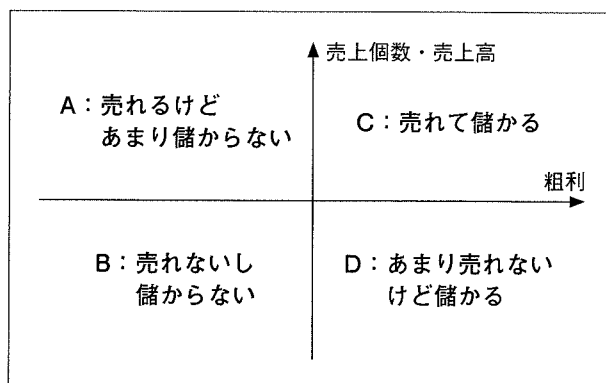 売上個数・売上高
A：売れるけど
あまり儲からない
C：売れて儲かる
粗利
B：売れないし
儲からない
D：あまり売れない
けど儲かる